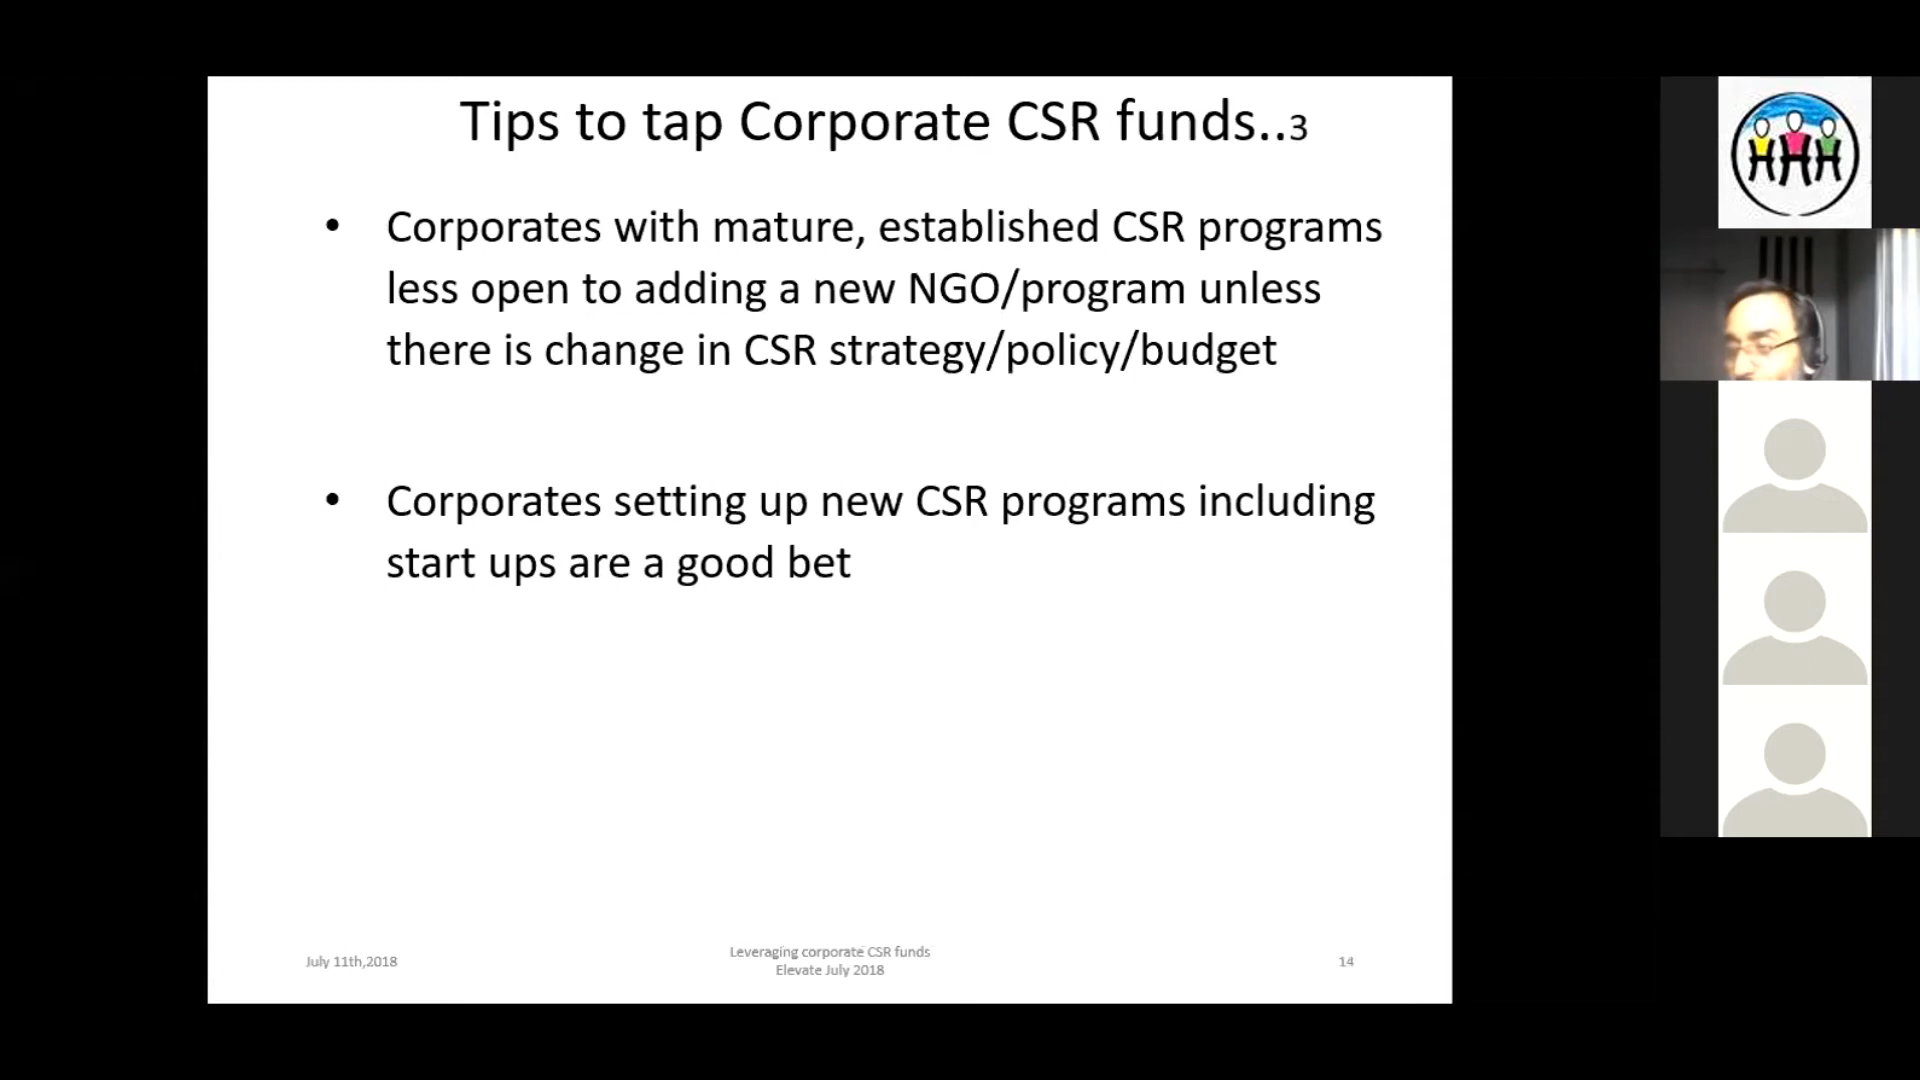 Tips to tap Corporate CSR funds..3
• Corporates with mature, established CSR programs
less open to adding a new NGO/program unless
there is change in CSR strategy/policy/budget
• Corporates setting up new CSR programs including
start ups are a good bet
July 11th,2018
Leveraging corporate CSR funds
Elevate July 2018
14